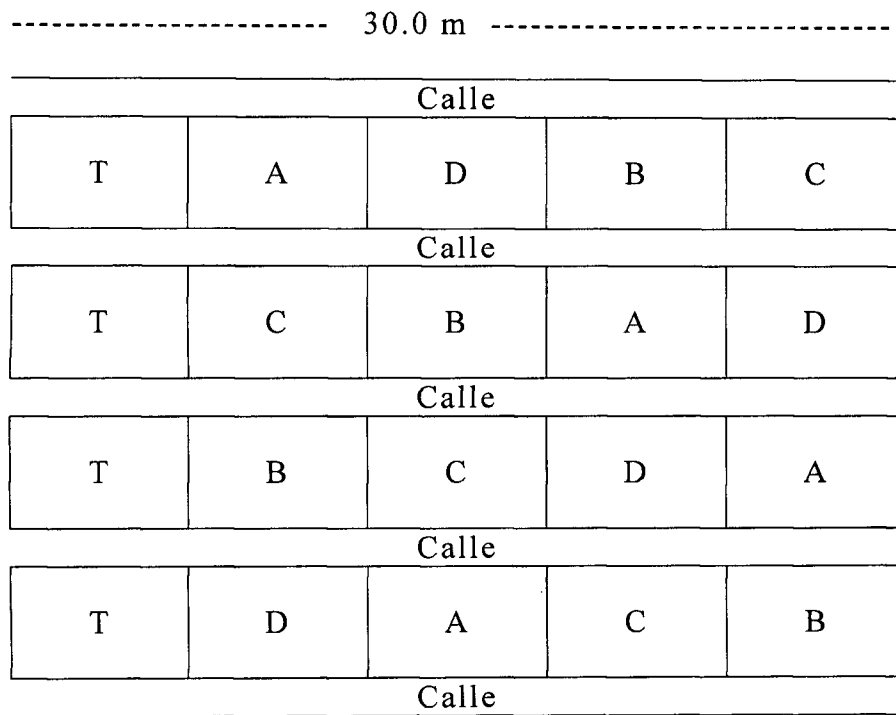 30.0 m
Calle
T A D B C
Calle
T C B A D
Calle
T B C D A
Calle
T D A C B
Calle